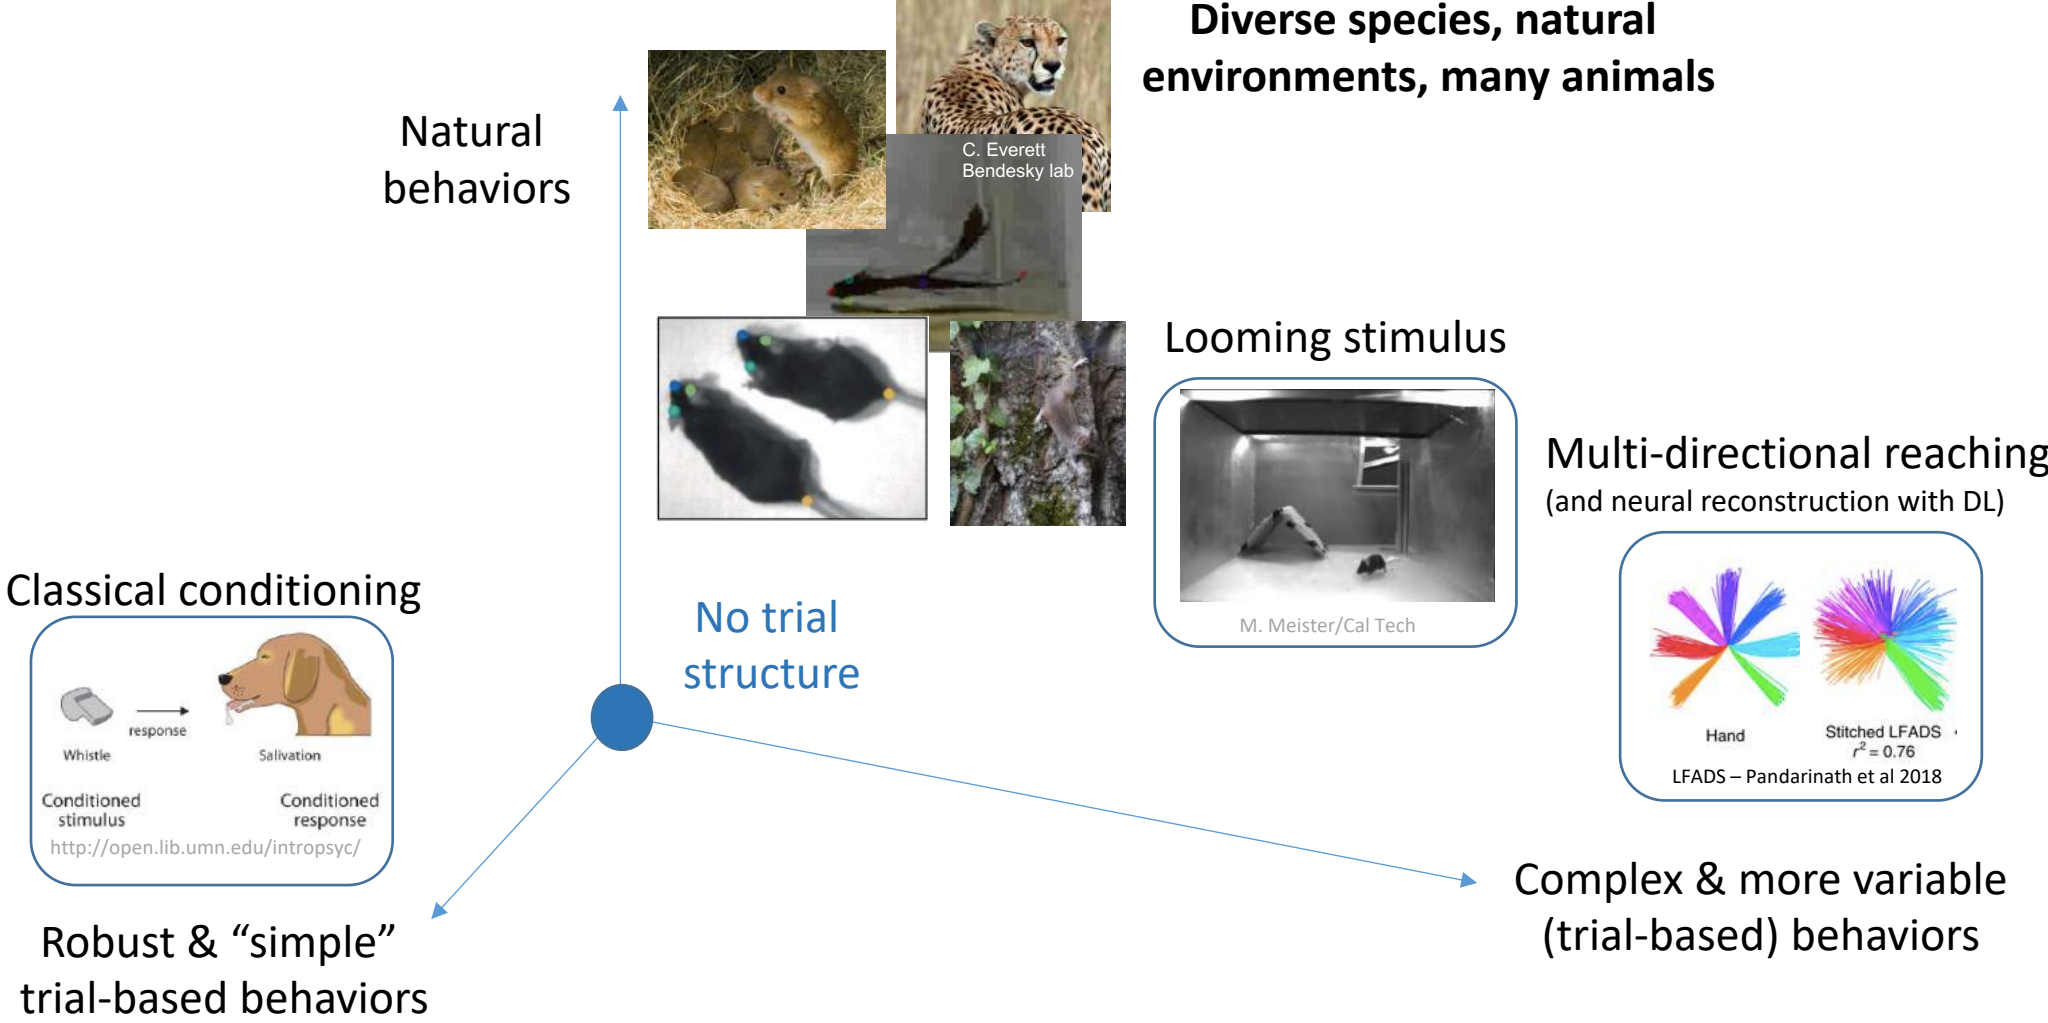 Diverse species, natural
environments, many animals
Natural
behaviors
C. Everett
Bendesky lab
Looming stimulus
M. Meister/Cal Tech
Multi-directional reaching
(and neural reconstruction with DL)
Hand
Stitched LFADS
r² = 0.76
LFADS – Pandarinath et al 2018
Classical conditioning
response
Whistle
Salivation
Conditioned
stimulus
Conditioned
response
http://open.lib.umn.edu/intropsyc/
No trial
structure
Robust & “simple”
trial-based behaviors
Complex & more variable
(trial-based) behaviors